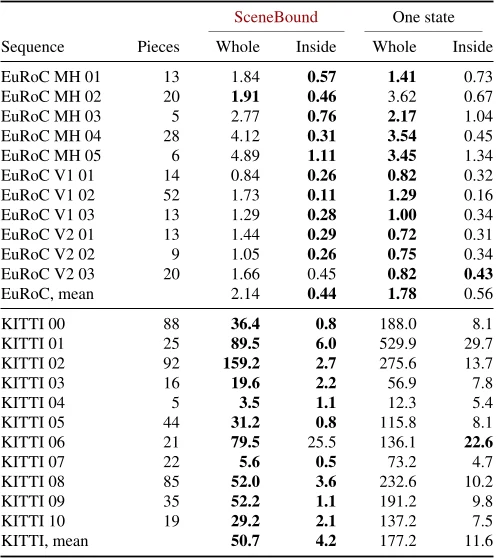 SceneBound One state
Sequence Pieces Whole Inside Whole Inside
EuRoC MH 01 13 1.84 0.57 1.41 0.73
EuRoC MH 02 20 1.91 0.46 3.62 0.67
EuRoC MH 03 5 2.77 0.76 2.17 1.04
EuRoC MH 04 28 4.12 0.31 3.54 0.45
EuRoC MH 05 6 4.89 1.11 3.45 1.34
EuRoC V1 01 14 0.84 0.26 0.82 0.32
EuRoC V1 02 52 1.73 0.11 1.29 0.16
EuRoC V1 03 13 1.29 0.28 1.00 0.34
EuRoC V2 01 13 1.44 0.29 0.72 0.31
EuRoC V2 02 9 1.05 0.26 0.75 0.34
EuRoC V2 03 20 1.66 0.45 0.82 0.43
EuRoC, mean 2.14 0.44 1.78 0.56
KITTI 00 88 36.4 0.8 188.0 8.1
KITTI 01 25 89.5 6.0 529.9 29.7
KITTI 02 92 159.2 2.7 275.6 13.7
KITTI 03 16 19.6 2.2 56.9 7.8
KITTI 04 5 3.5 1.1 12.3 5.4
KITTI 05 44 31.2 0.8 115.8 8.1
KITTI 06 21 79.5 25.5 136.1 22.6
KITTI 07 22 5.6 0.5 73.2 4.7
KITTI 08 85 52.0 3.6 232.6 10.2
KITTI 09 35 52.2 1.1 191.2 9.8
KITTI 10 19 29.2 2.1 137.2 7.5
KITTI, mean 50.7 4.2 177.2 11.6